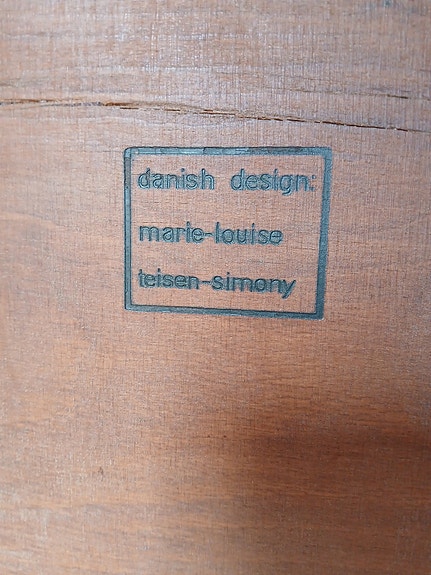 danish design:
marie-louise
teisen-simony